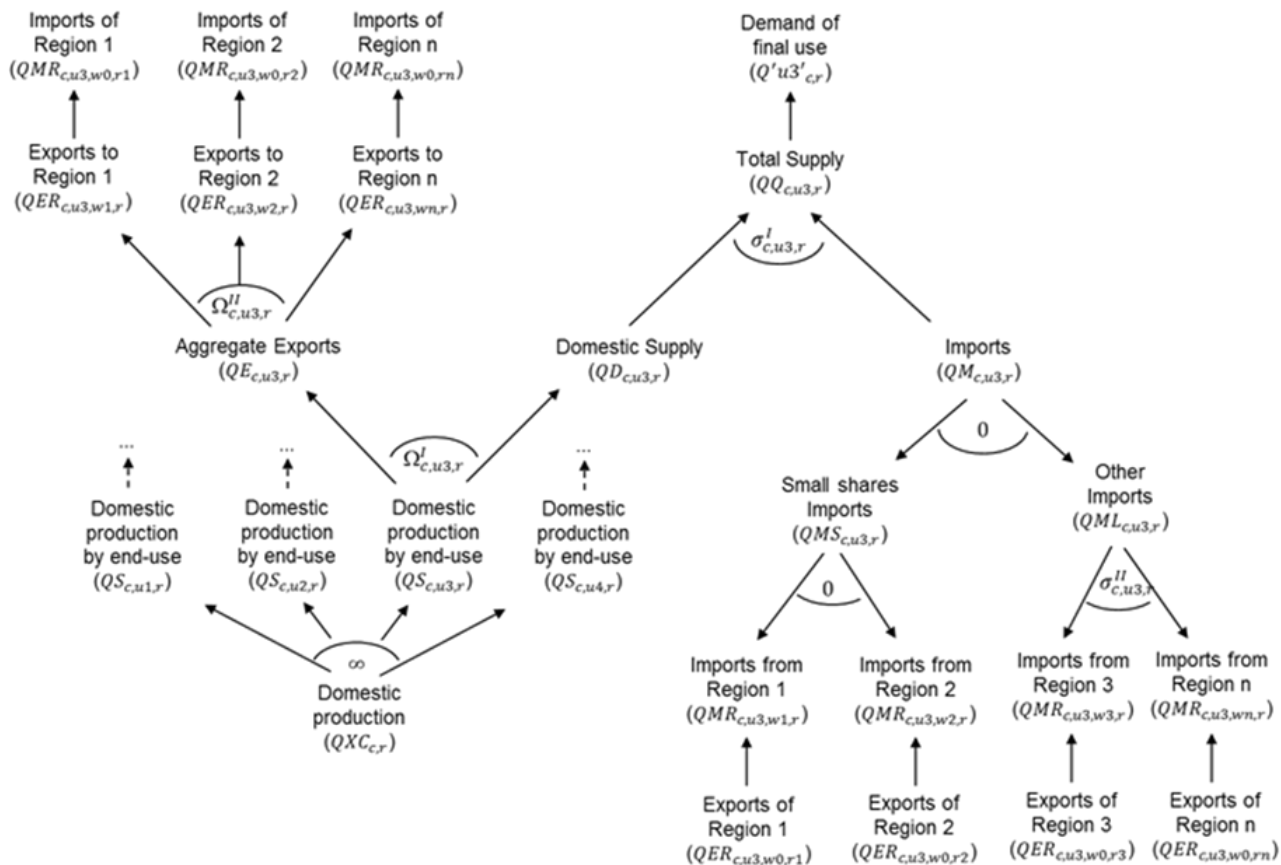 Imports of
Region 1
(QMR_{c,u3,w0,r1})
Imports of
Region 2
(QMR_{c,u3,w0,r2})
Imports of
Region n
(QMR_{c,u3,w0,rn})
Demand of
final use
(Q'u3'_{c,r})
Exports to
Region 1
(QER_{c,u3,w1,r})
Exports to
Region 2
(QER_{c,u3,w2,r})
Exports to
Region n
(QER_{c,u3,wn,r})
Total Supply
(QQ_{c,u3,r})
σ^{I}_{c,u3,r}
Ω^{II}_{c,u3,r}
Aggregate Exports
(QE_{c,u3,r})
Domestic Supply
(QD_{c,u3,r})
Imports
(QM_{c,u3,r})
0
Ω^{I}_{c,u3,r}
...
...
...
Domestic
production
by end-use
(QS_{c,u1,r})
Domestic
production
by end-use
(QS_{c,u2,r})
Domestic
production
by end-use
(QS_{c,u3,r})
Domestic
production
by end-use
(QS_{c,u4,r})
Small shares
Imports
(QMS_{c,u3,r})
Other
Imports
(QML_{c,u3,r})
0
σ^{II}_{c,u3,r}
∞
Domestic
production
(QXC_{c,r})
Imports from
Region 1
(QMR_{c,u3,w1,r})
Imports from
Region 2
(QMR_{c,u3,w2,r})
Imports from
Region 3
(QMR_{c,u3,w3,r})
Imports from
Region n
(QMR_{c,u3,wn,r})
Exports of
Region 1
(QER_{c,u3,w0,r1})
Exports of
Region 2
(QER_{c,u3,w0,r2})
Exports of
Region 3
(QER_{c,u3,w0,r3})
Exports of
Region n
(QER_{c,u3,w0,rn})